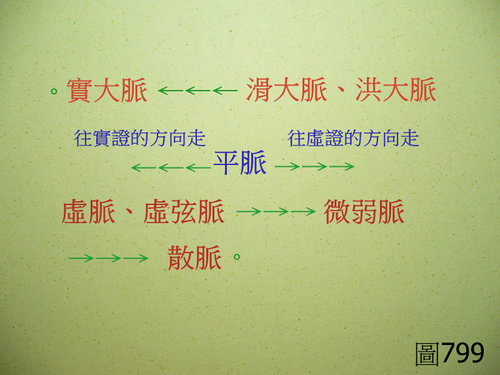 。實大脈 ←←← 滑大脈、洪大脈
往實證的方向走 往虛證的方向走
←←←平脈→→→
虛脈、虛弦脈 →→→ 微弱脈
→→→ 散脈。
圖799